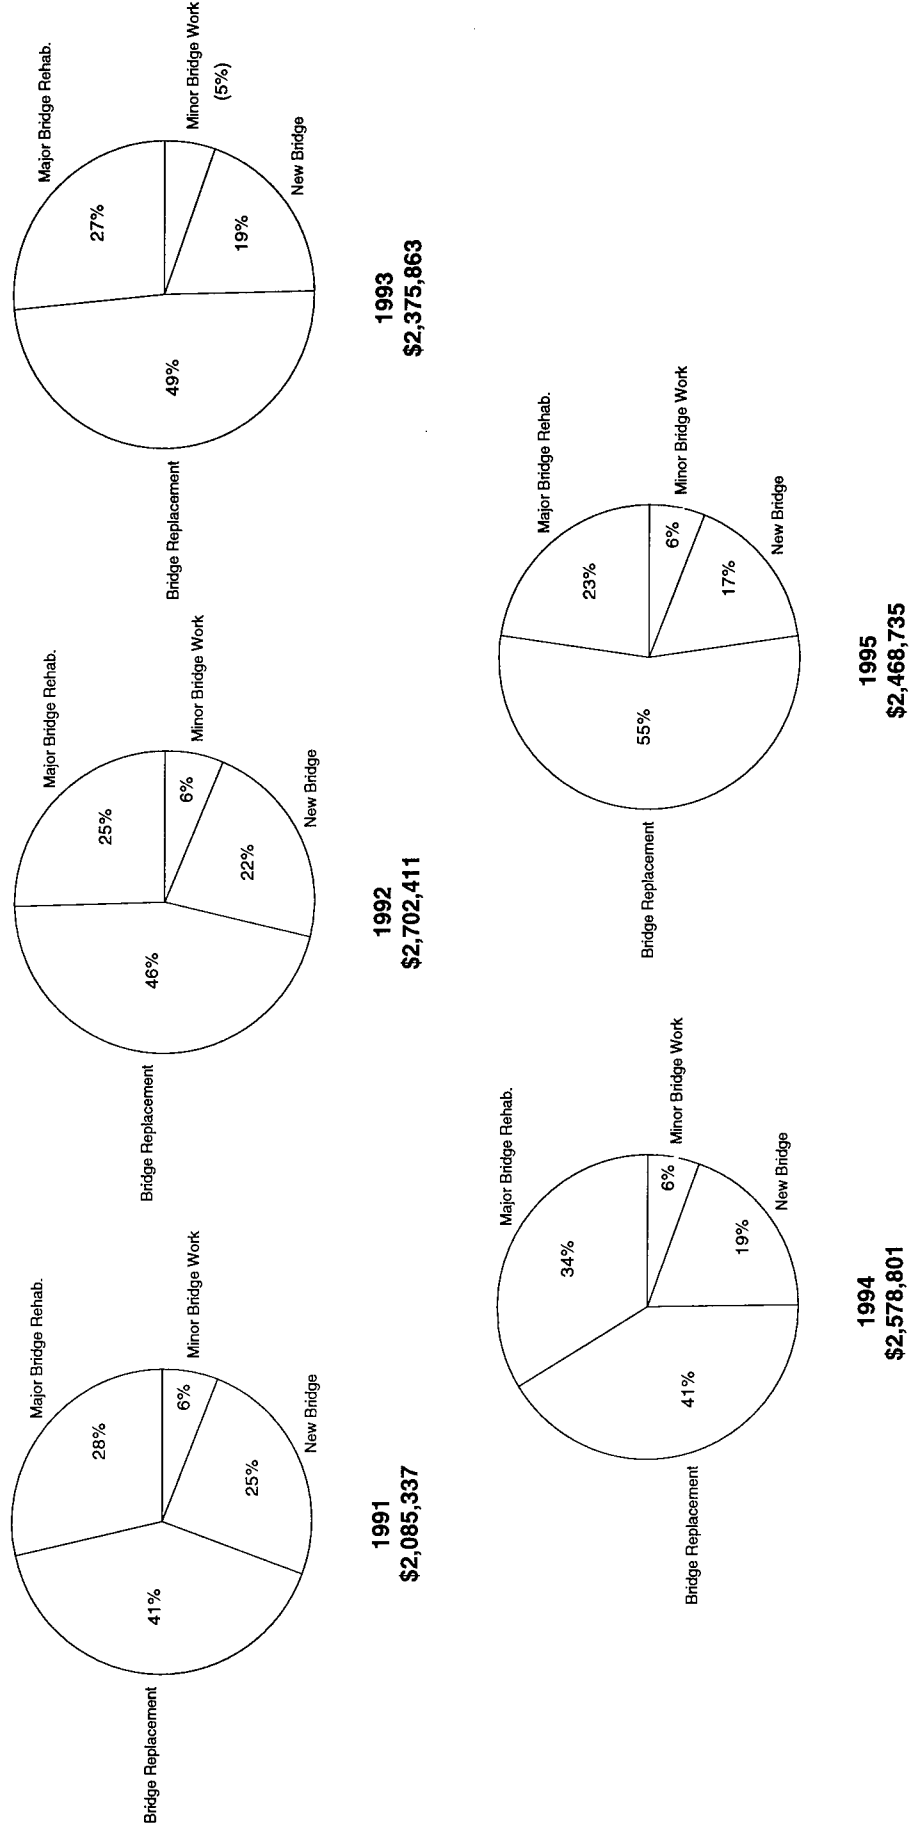 Major Bridge Rehab.
28%
Minor Bridge Work
6%
New Bridge
25%
Bridge Replacement
41%
1991
$2,085,337
Major Bridge Rehab.
25%
Minor Bridge Work
6%
New Bridge
22%
Bridge Replacement
46%
1992
$2,702,411
Major Bridge Rehab.
27%
Minor Bridge Work
(5%)
New Bridge
19%
Bridge Replacement
49%
1993
$2,375,863
Major Bridge Rehab.
34%
Minor Bridge Work
6%
New Bridge
19%
Bridge Replacement
41%
1994
$2,578,801
Major Bridge Rehab.
23%
Minor Bridge Work
6%
New Bridge
17%
Bridge Replacement
55%
1995
$2,468,735